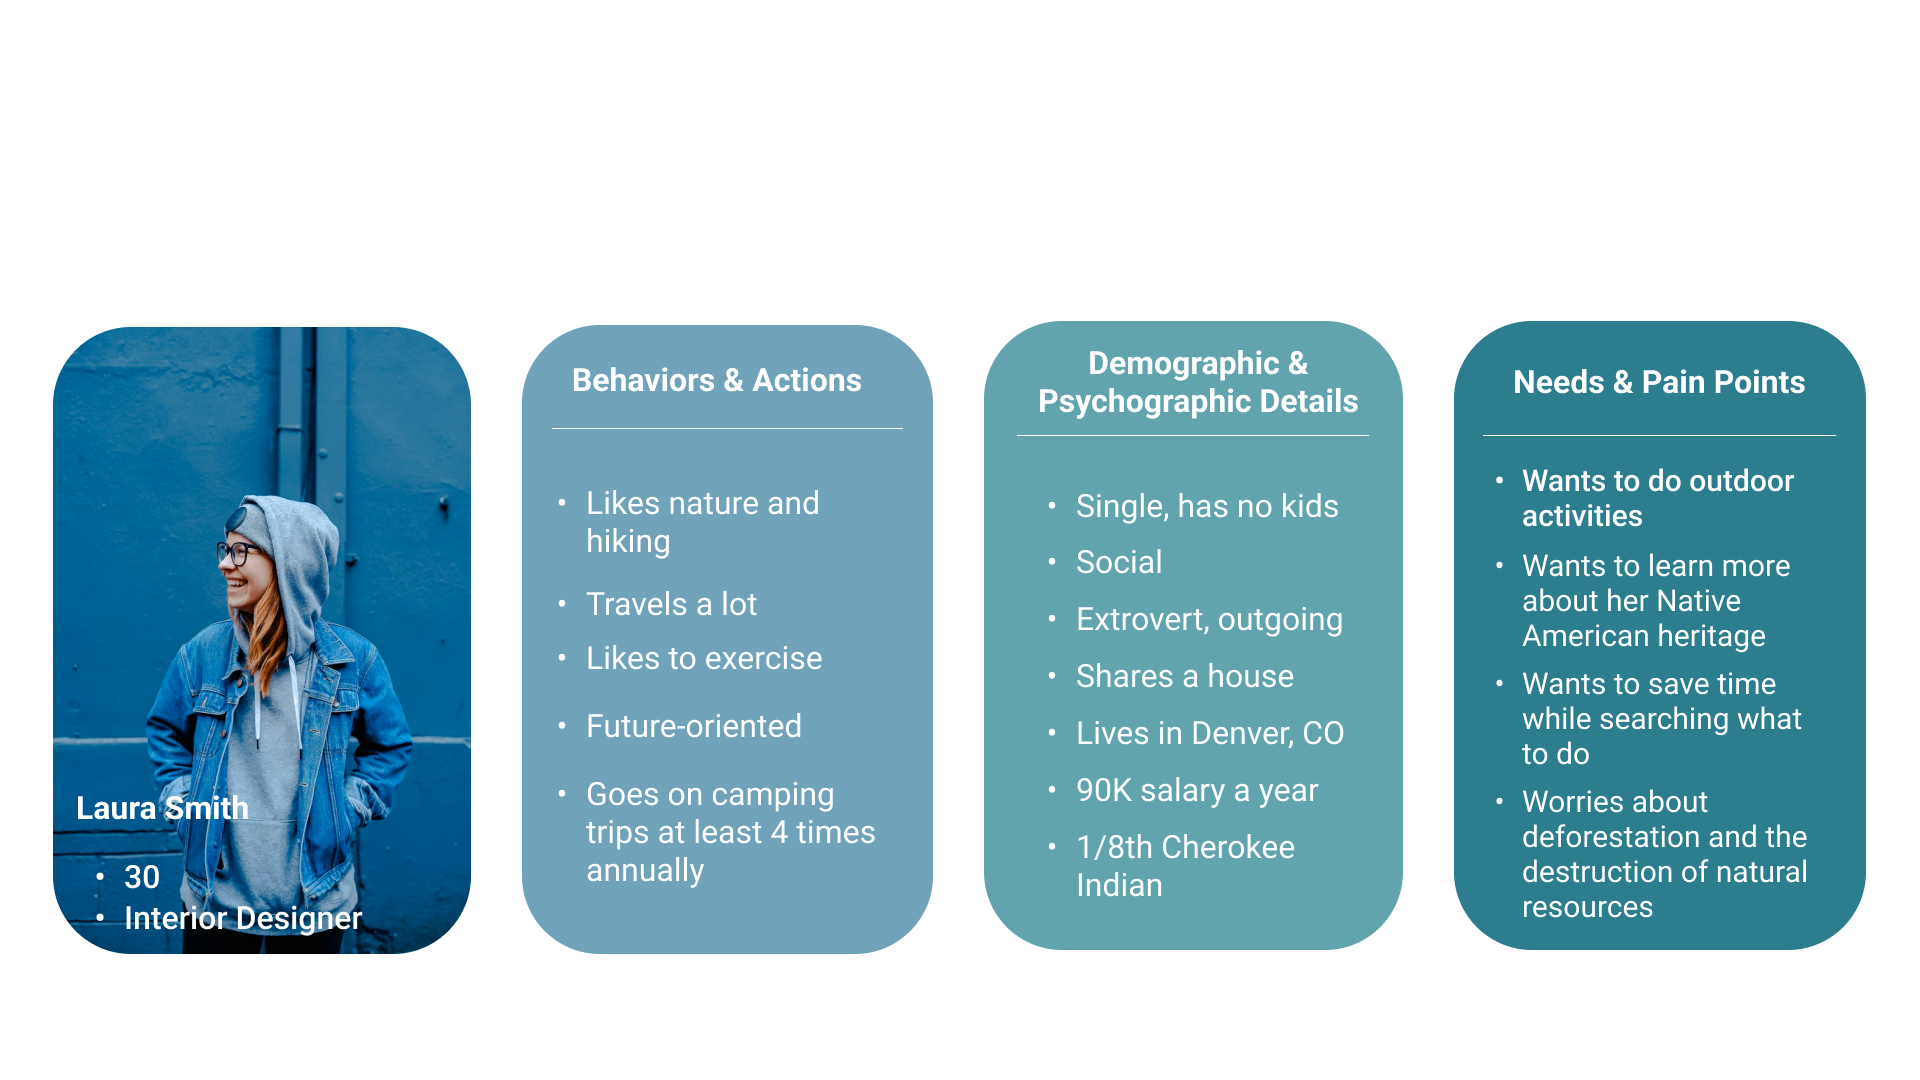 Laura Smith
• 30
• Interior Designer
Behaviors & Actions
• Likes nature and
hiking
• Travels a lot
• Likes to exercise
• Future-oriented
• Goes on camping
trips at least 4 times
annually
Demographic &
Psychographic Details
• Single, has no kids
• Social
• Extrovert, outgoing
• Shares a house
• Lives in Denver, CO
• 90K salary a year
• 1/8th Cherokee
Indian
Needs & Pain Points
• Wants to do outdoor
activities
• Wants to learn more
about her Native
American heritage
• Wants to save time
while searching what
to do
• Worries about
deforestation and the
destruction of natural
resources